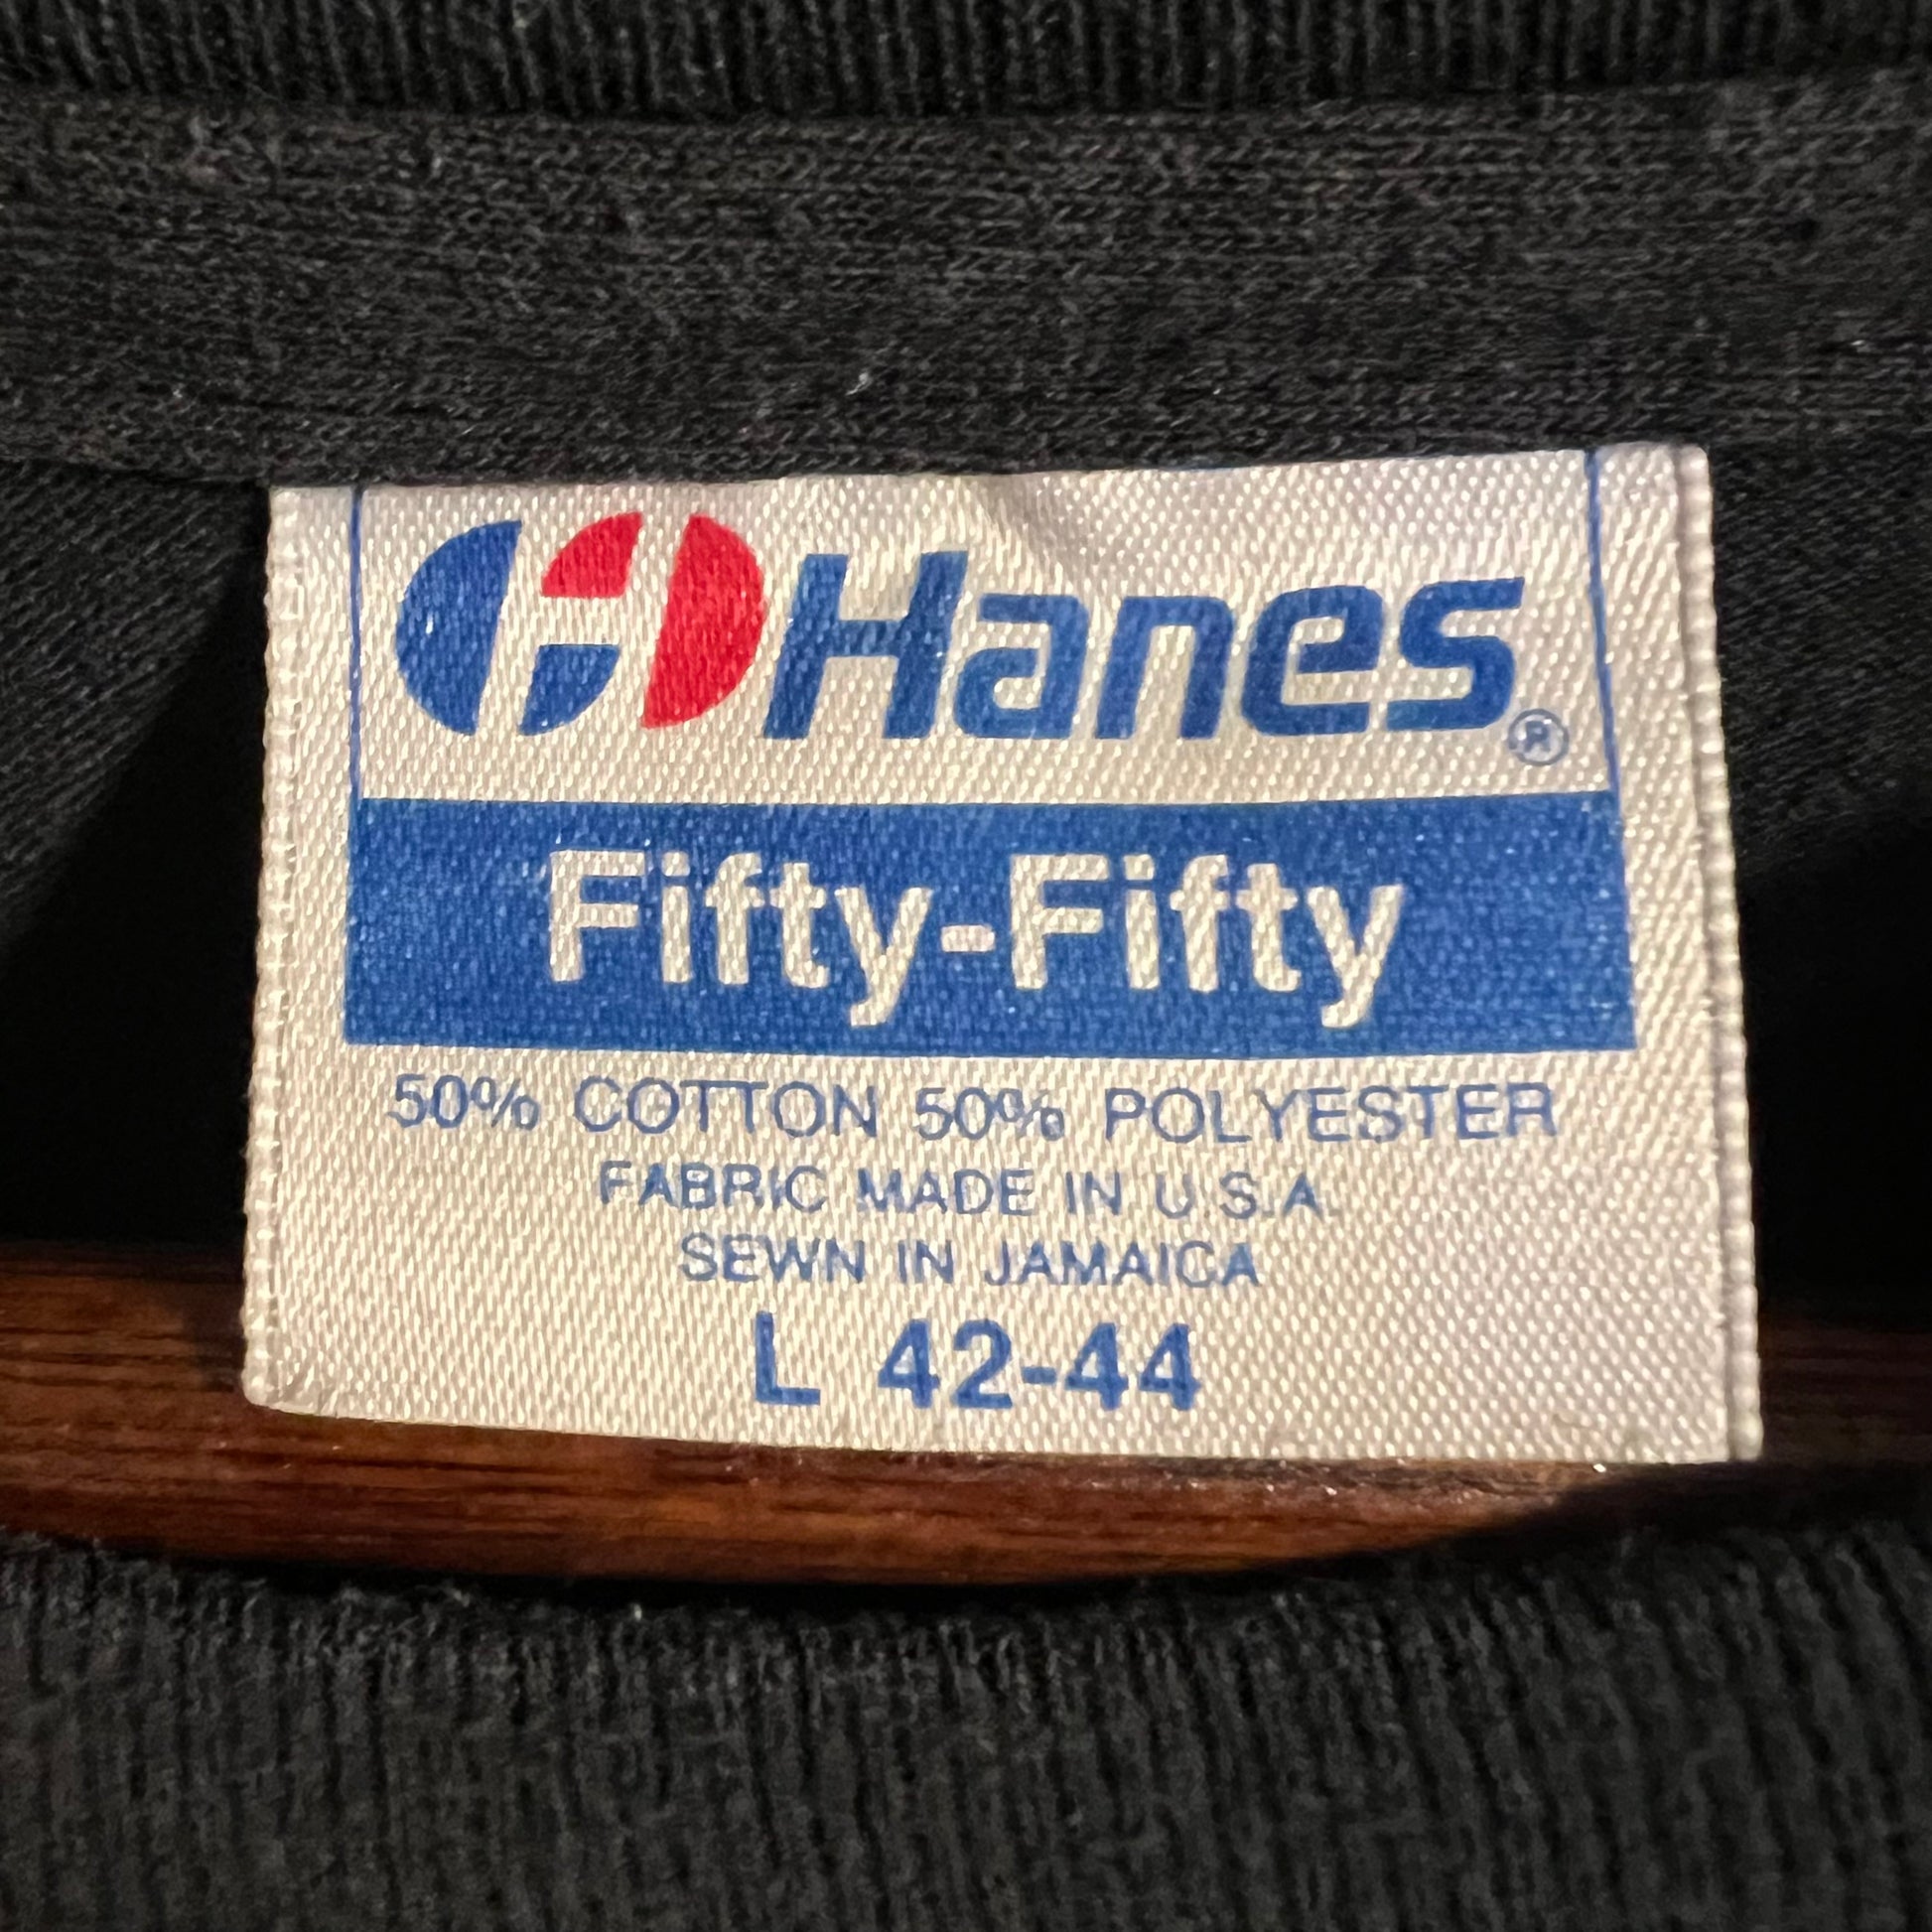 Hanes®
Fifty-Fifty
50% COTTON 50% POLYESTER
FABRIC MADE IN U.S.A.
SEWN IN JAMAICA
L 42-44